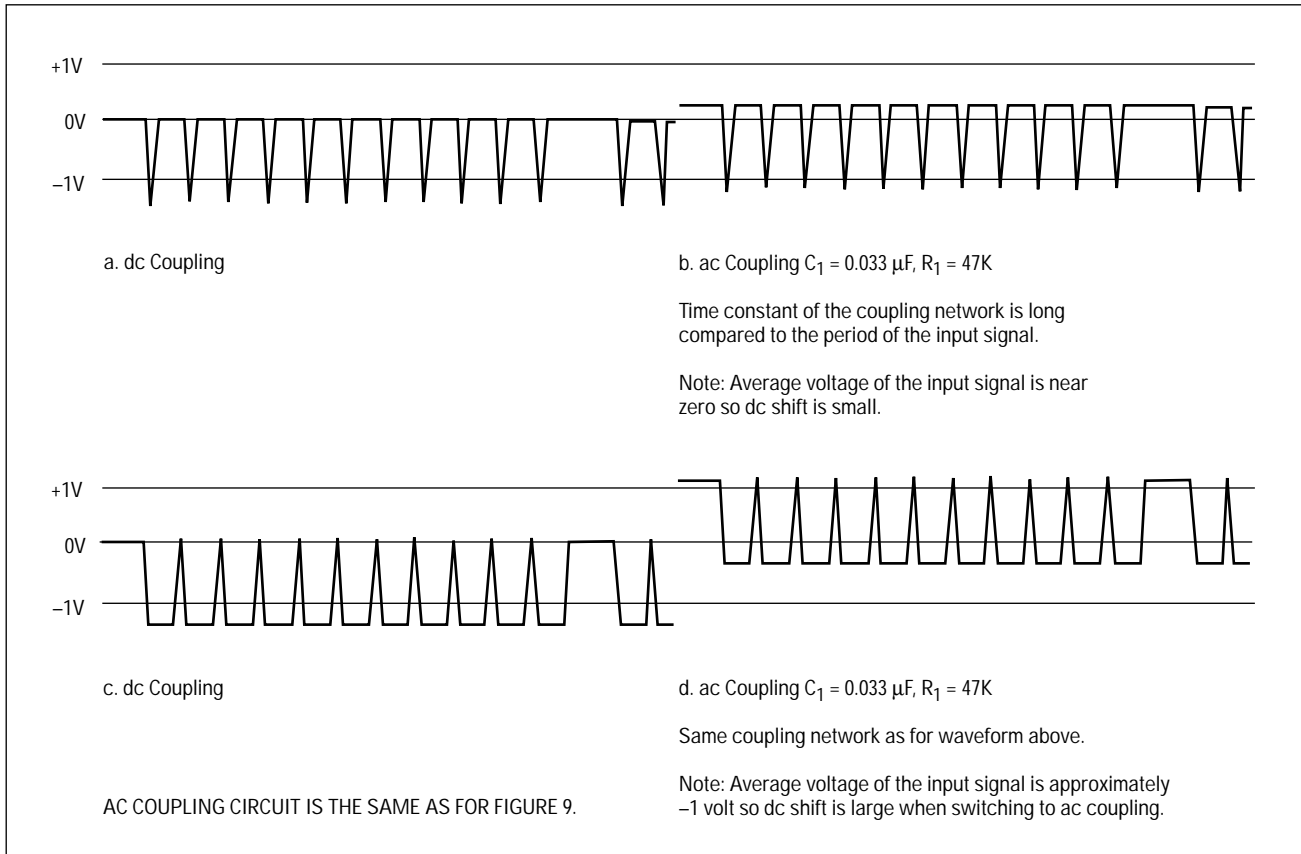 +1V
0V
–1V
a. dc Coupling
b. ac Coupling C1 = 0.033 µF, R1 = 47K
Time constant of the coupling network is long
compared to the period of the input signal.
Note: Average voltage of the input signal is near
zero so dc shift is small.
+1V
0V
–1V
c. dc Coupling
d. ac Coupling C1 = 0.033 µF, R1 = 47K
Same coupling network as for waveform above.
Note: Average voltage of the input signal is approximately
–1 volt so dc shift is large when switching to ac coupling.
AC COUPLING CIRCUIT IS THE SAME AS FOR FIGURE 9.